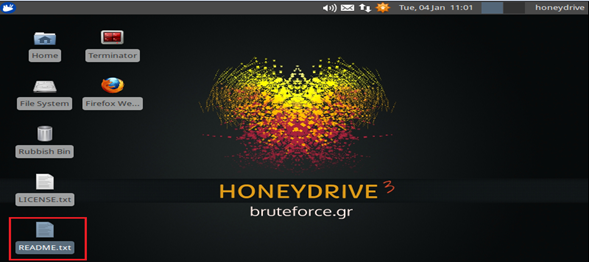 Tue, 04 Jan 11:01 honeydrive
Home
Terminator
File System
Firefox We...
Rubbish Bin
LICENSE.txt
README.txt
HONEYDRIVE 3
bruteforce.gr